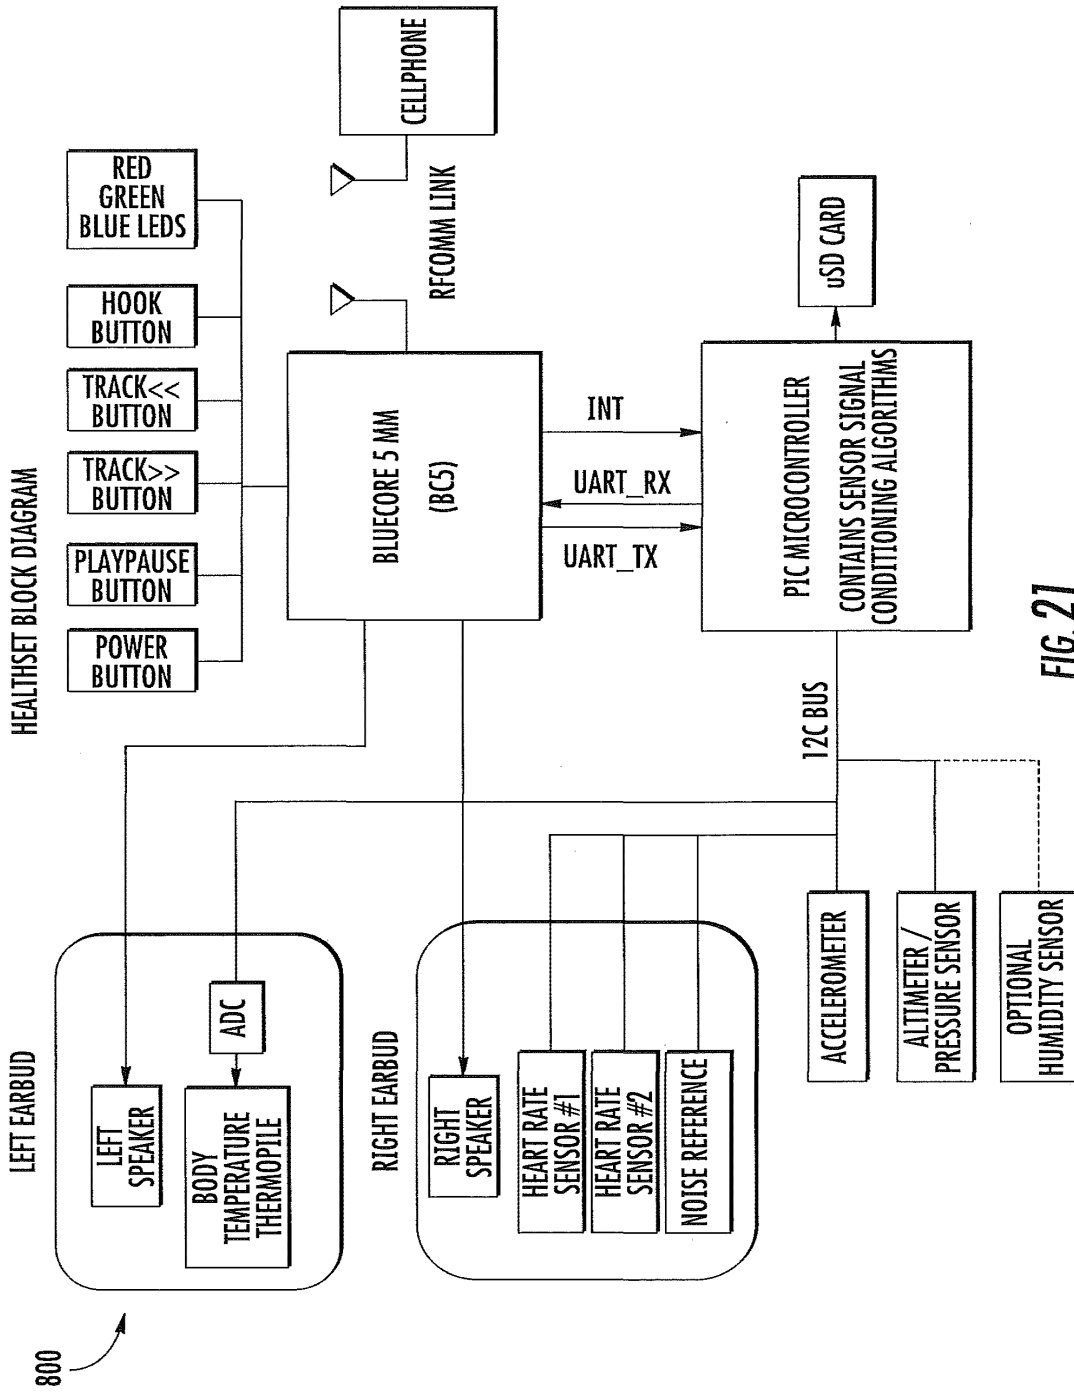 HEALTHSET BLOCK DIAGRAM
800
LEFT EARBUD
LEFT
SPEAKER
BODY
TEMPERATURE
THERMOPILE
ADC
RIGHT EARBUD
RIGHT
SPEAKER
HEART RATE
SENSOR #1
HEART RATE
SENSOR #2
NOISE REFERENCE
ACCELEROMETER
ALTIMETER/
PRESSURE SENSOR
OPTIONAL
HUMIDITY SENSOR
POWER
BUTTON
PLAYPAUSE
BUTTON
TRACK>>
BUTTON
TRACK<<
BUTTON
HOOK
BUTTON
RED
GREEN
BLUE LEDS
BLUECORE 5 MM
(BC5)
UART_TX
UART_RX
INT
12C BUS
PIC MICROCONTROLLER
CONTAINS SENSOR SIGNAL
CONDITIONING ALGORITHMS
RFCOMM LINK
CELLPHONE
uSD CARD
FIG. 21